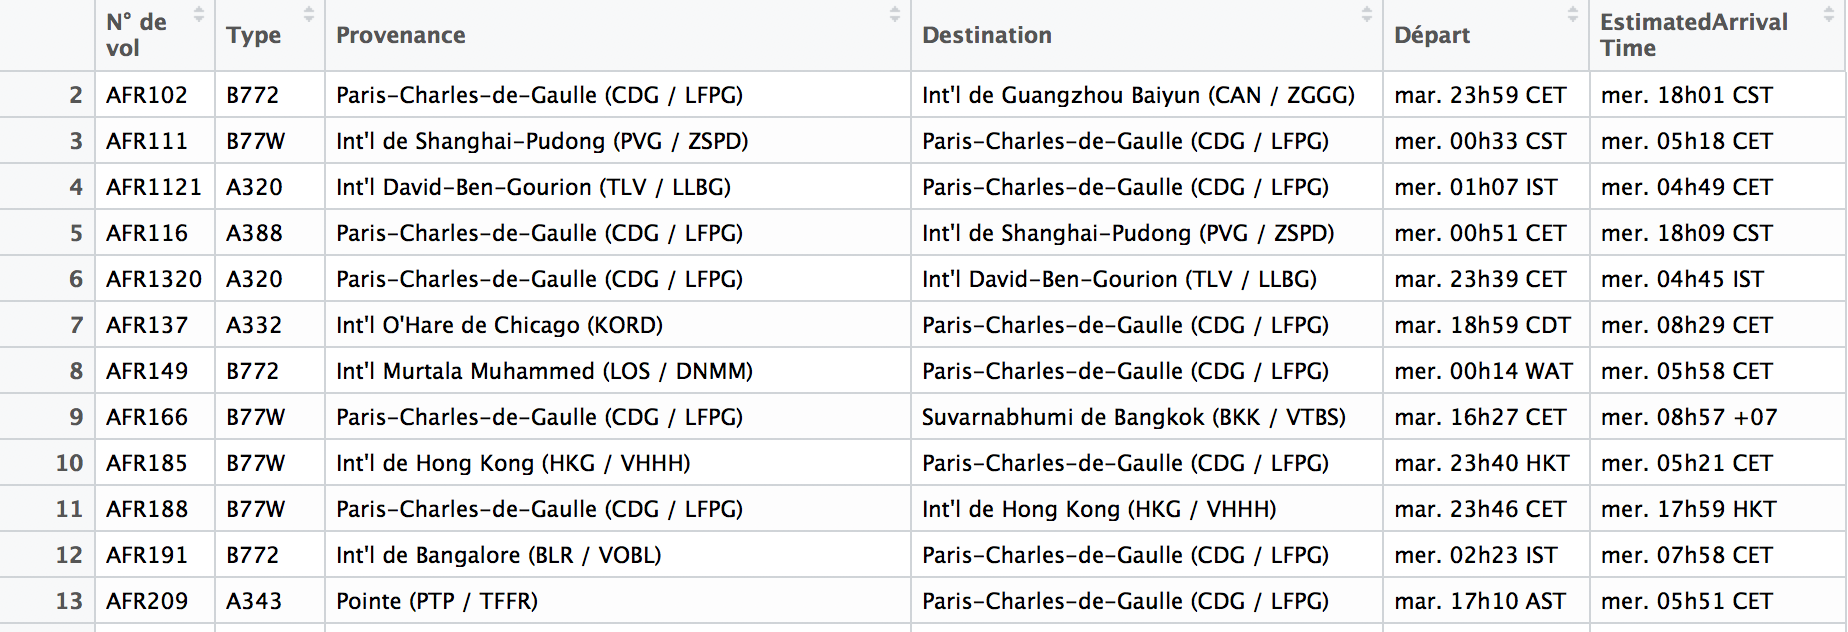 N° de vol Type Provenance Destination Départ EstimatedArrival Time
2 AFR102 B772 Paris-Charles-de-Gaulle (CDG / LFPG) Int'l de Guangzhou Baiyun (CAN / ZGGG) mar. 23h59 CET mer. 18h01 CST
3 AFR111 B77W Int'l de Shanghai-Pudong (PVG / ZSPD) Paris-Charles-de-Gaulle (CDG / LFPG) mer. 00h33 CST mer. 05h18 CET
4 AFR1121 A320 Int'l David-Ben-Gourion (TLV / LLBG) Paris-Charles-de-Gaulle (CDG / LFPG) mer. 01h07 IST mer. 04h49 CET
5 AFR116 A388 Paris-Charles-de-Gaulle (CDG / LFPG) Int'l de Shanghai-Pudong (PVG / ZSPD) mer. 00h51 CET mer. 18h09 CST
6 AFR1320 A320 Paris-Charles-de-Gaulle (CDG / LFPG) Int'l David-Ben-Gourion (TLV / LLBG) mar. 23h39 CET mer. 04h45 IST
7 AFR137 A332 Int'l O'Hare de Chicago (KORD) Paris-Charles-de-Gaulle (CDG / LFPG) mar. 18h59 CDT mer. 08h29 CET
8 AFR149 B772 Int'l Murtala Muhammed (LOS / DNMM) Paris-Charles-de-Gaulle (CDG / LFPG) mer. 00h14 WAT mer. 05h58 CET
9 AFR166 B77W Paris-Charles-de-Gaulle (CDG / LFPG) Suvarnabhumi de Bangkok (BKK / VTBS) mar. 16h27 CET mer. 08h57 +07
10 AFR185 B77W Int'l de Hong Kong (HKG / VHHH) Paris-Charles-de-Gaulle (CDG / LFPG) mar. 23h40 HKT mer. 05h21 CET
11 AFR188 B77W Paris-Charles-de-Gaulle (CDG / LFPG) Int'l de Hong Kong (HKG / VHHH) mar. 23h46 CET mer. 17h59 HKT
12 AFR191 B772 Int'l de Bangalore (BLR / VOBL) Paris-Charles-de-Gaulle (CDG / LFPG) mer. 02h23 IST mer. 07h58 CET
13 AFR209 A343 Pointe (PTP / TFFR) Paris-Charles-de-Gaulle (CDG / LFPG) mar. 17h10 AST mer. 05h51 CET